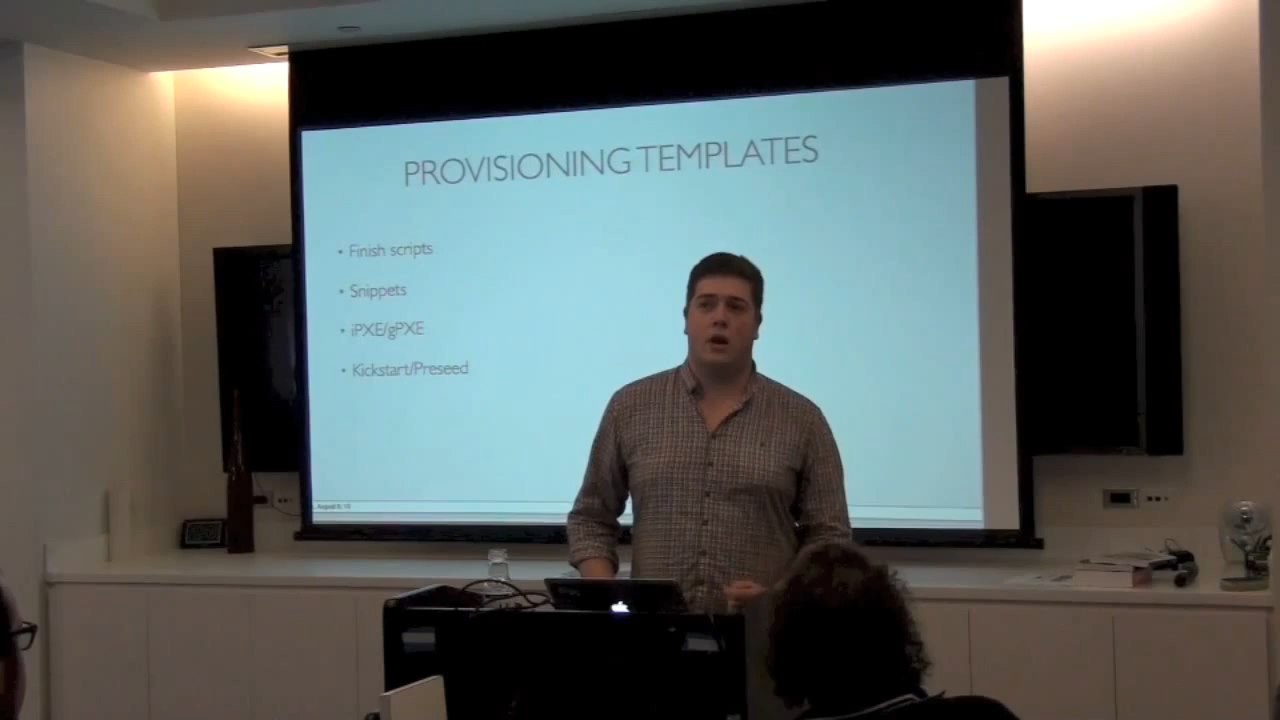 PROVISIONING TEMPLATES
• Finish scripts
• Snippets
• iPXE/gPXE
• Kickstart/Preseed